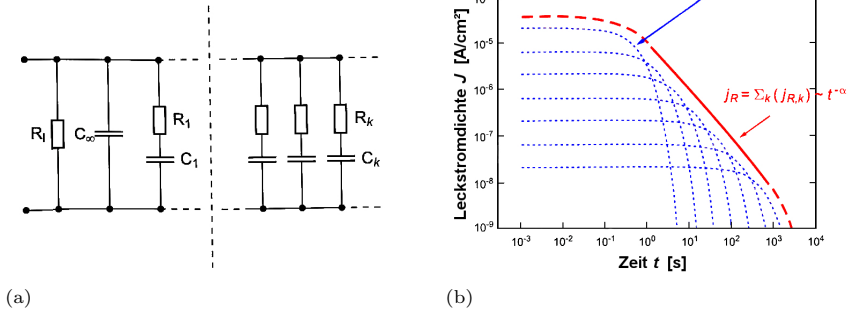 R_l C_∞ R_1 C_1 R_k C_k
(a)
Leckstromdichte J [A/cm²]
10^-5
10^-6
10^-7
10^-8
10^-9
j_R = Σ_k(j_R,k) ~ t^-α
10^-3 10^-2 10^-1 10^0 10^1 10^2 10^3 10^4
Zeit t [s]
(b)